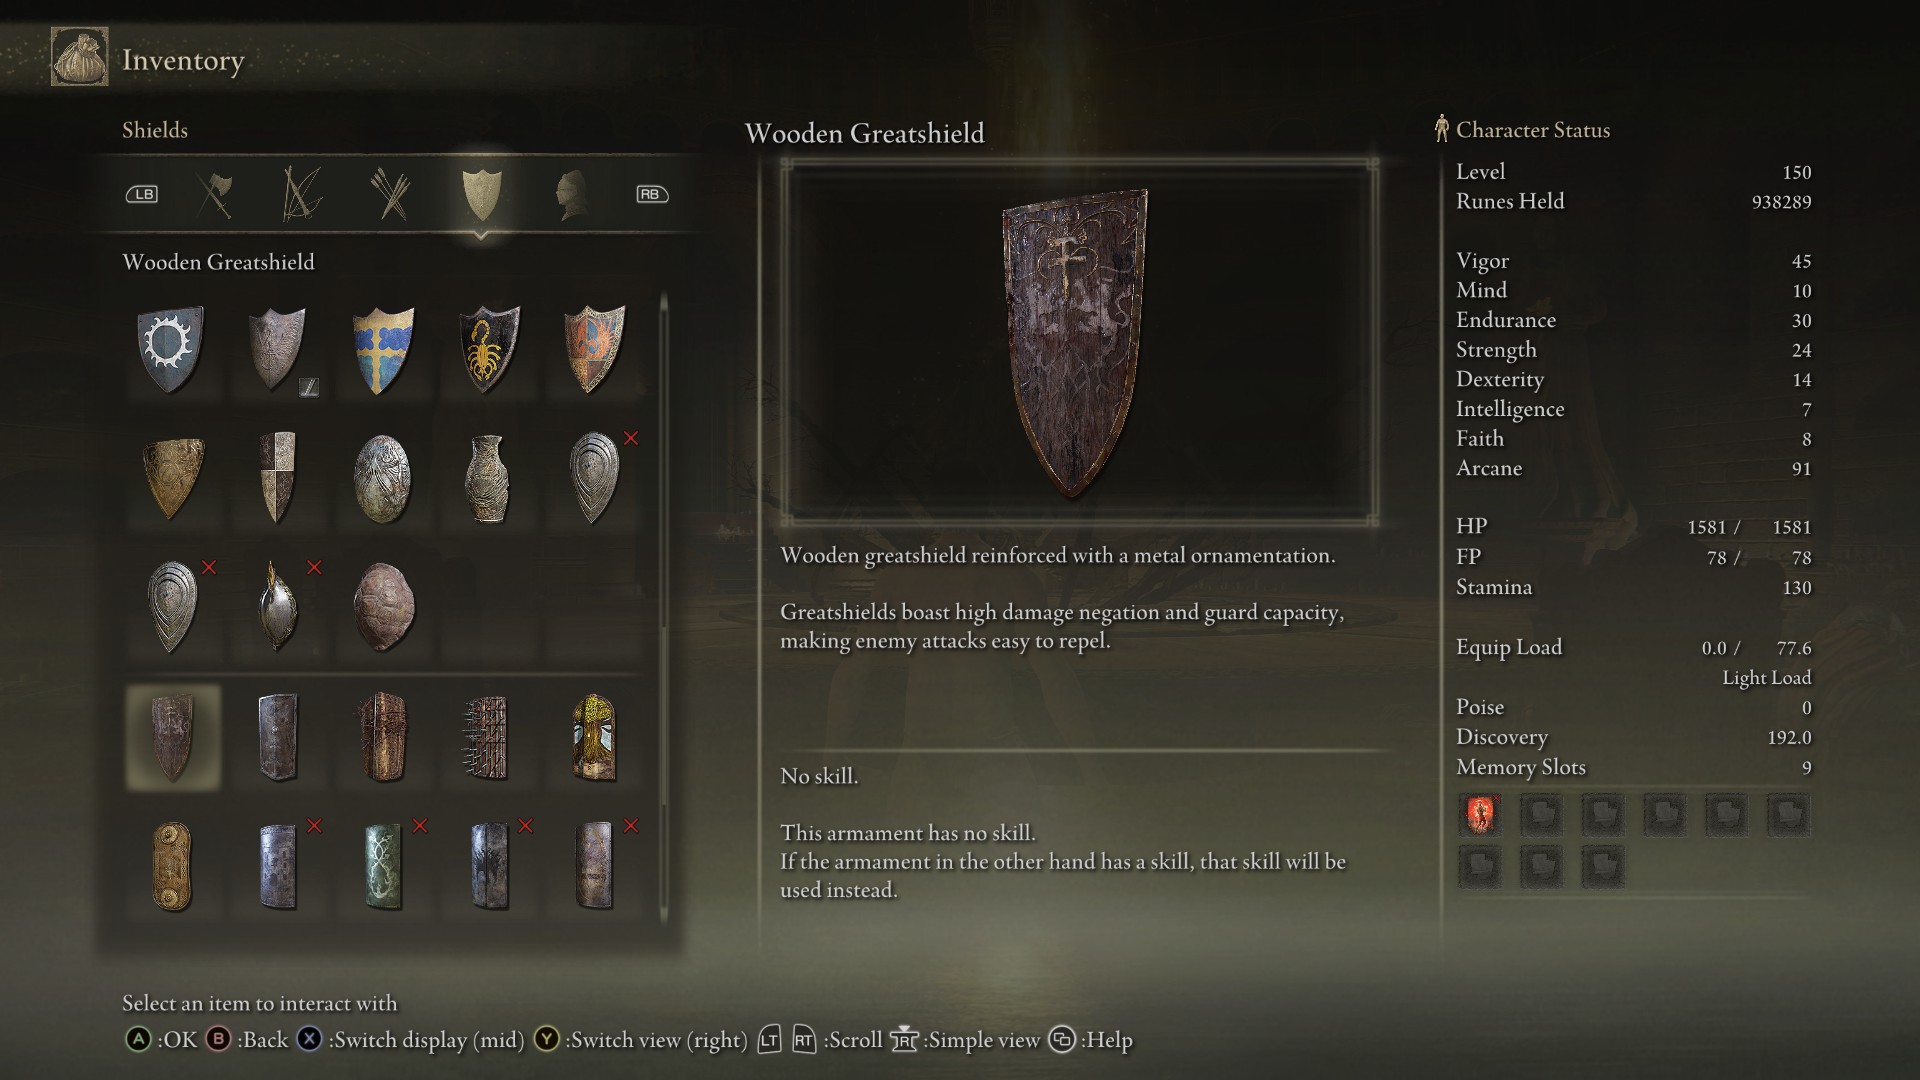 Inventory
Shields
LB
RB
Wooden Greatshield
Wooden Greatshield
Wooden greatshield reinforced with a metal ornamentation.
Greatshields boast high damage negation and guard capacity,
making enemy attacks easy to repel.
No skill.
This armament has no skill.
If the armament in the other hand has a skill, that skill will be
used instead.
Character Status
Level 150
Runes Held 938289
Vigor 45
Mind 10
Endurance 30
Strength 24
Dexterity 14
Intelligence 7
Faith 8
Arcane 91
HP 1581 / 1581
FP 78 / 78
Stamina 130
Equip Load 0.0 / 77.6
Light Load
Poise 0
Discovery 192.0
Memory Slots 9
Select an item to interact with
A :OK B :Back X :Switch display (mid) Y :Switch view (right) LT RT :Scroll R :Simple view :Help